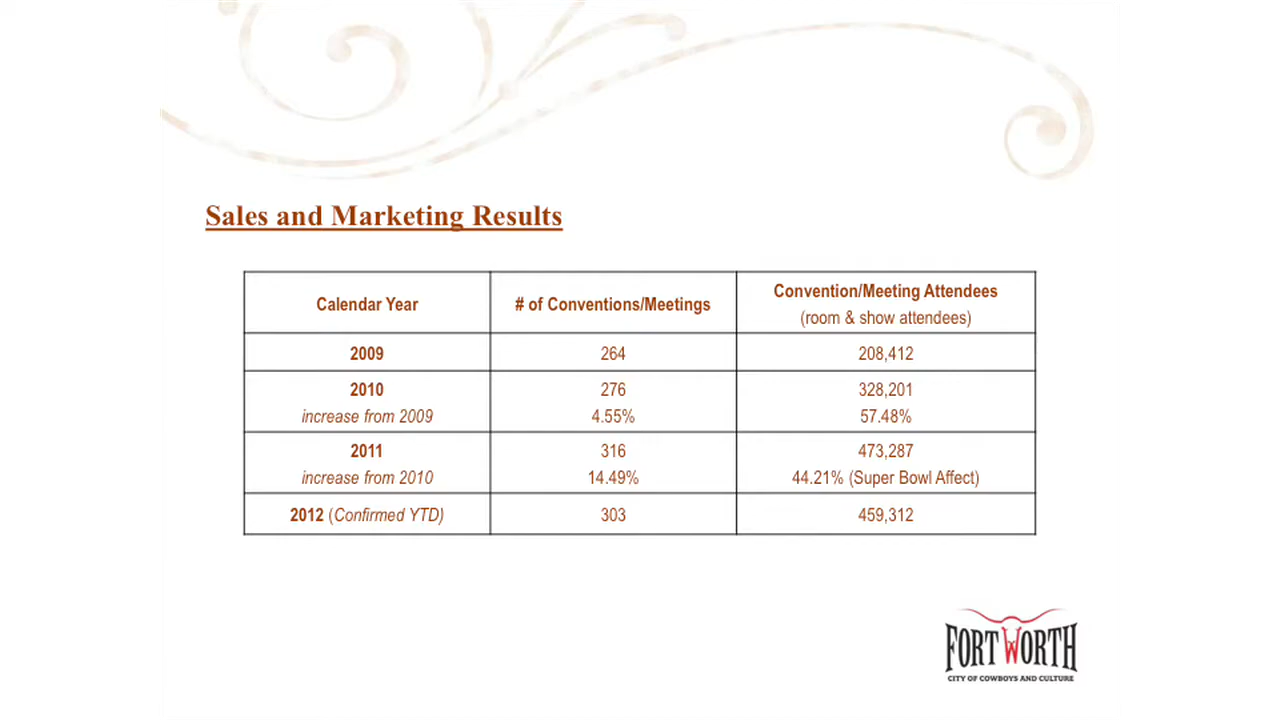 Sales and Marketing Results
Calendar Year
# of Conventions/Meetings
Convention/Meeting Attendees
(room & show attendees)
2009
264
208,412
2010
increase from 2009
276
4.55%
328,201
57.48%
2011
increase from 2010
316
14.49%
473,287
44.21% (Super Bowl Affect)
2012 (Confirmed YTD)
303
459,312
FORT WORTH
CITY OF COWBOYS AND CULTURE